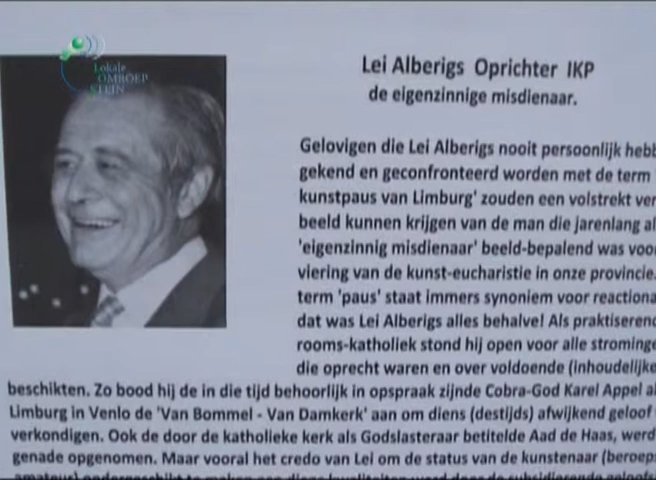 Lokale
OMROEP
STEIN
Lei Alberigs Oprichter IKP
de eigenzinnige misdienaar.
Gelovigen die Lei Alberigs nooit persoonlijk hebb
gekend en geconfronteerd worden met de term
kunstpaus van Limburg' zouden een volstrekt ver
beeld kunnen krijgen van de man die jarenlang al
'eigenzinnig misdienaar' beeld-bepalend was voor
viering van de kunst-eucharistie in onze provincie.
term 'paus' staat immers synoniem voor reactiona
dat was Lei Alberigs alles behalve! Als praktiserend
rooms-katholiek stond hij open voor alle strominge
die oprecht waren en over voldoende (inhoudelijke
beschikten. Zo bood hij de in die tijd behoorlijk in opspraak zijnde Cobra-God Karel Appel al
Limburg in Venlo de 'Van Bommel - Van Damkerk' aan om diens (destijds) afwijkend geloof
verkondigen. Ook de door de katholieke kerk als Godslasteraar betitelde Aad de Haas, werd
genade opgenomen. Maar vooral het credo van Lei om de status van de kunstenaar (beroeps